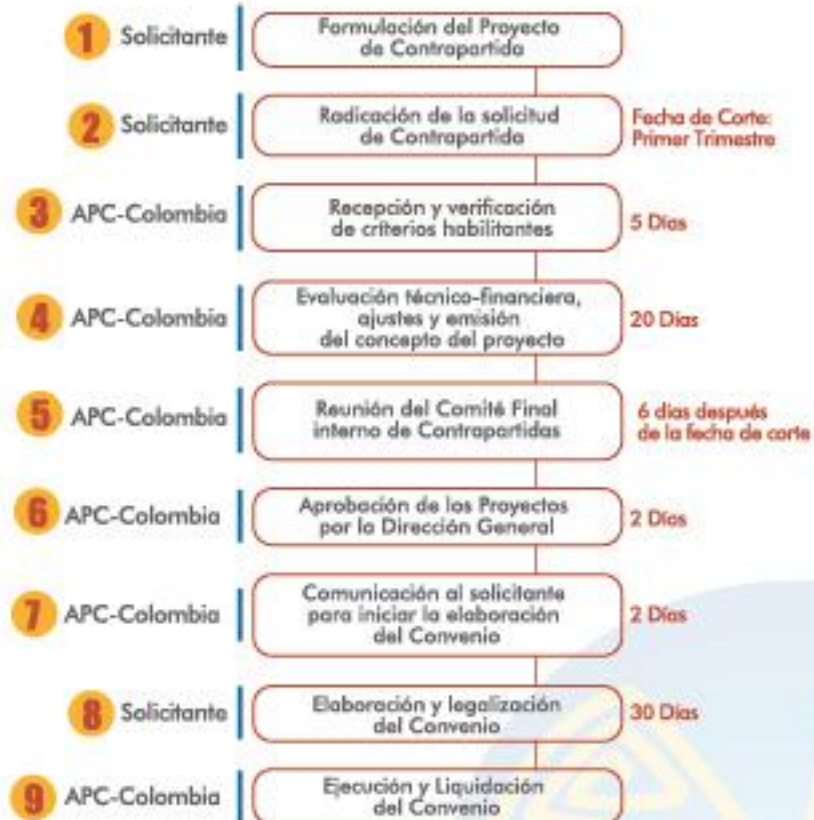 1 Solicitante
Formulación del Proyecto
de Contrapartida
2 Solicitante
Radicación de la solicitud
de Contrapartida
Fecha de Corte:
Primer Trimestre
3 APC-Colombia
Recepción y verificación
de criterios habilitantes
5 Días
4 APC-Colombia
Evaluación técnico-financiera,
ajustes y emisión
del concepto del proyecto
20 Días
5 APC-Colombia
Reunión del Comité Final
interno de Contrapartidas
6 días después
de la fecha de corte
6 APC-Colombia
Aprobación de los Proyectos
por la Dirección General
2 Días
7 APC-Colombia
Comunicación al solicitante
para iniciar la elaboración
del Convenio
2 Días
8 Solicitante
Elaboración y legalización
del Convenio
30 Días
9 APC-Colombia
Ejecución y Liquidación
del Convenio